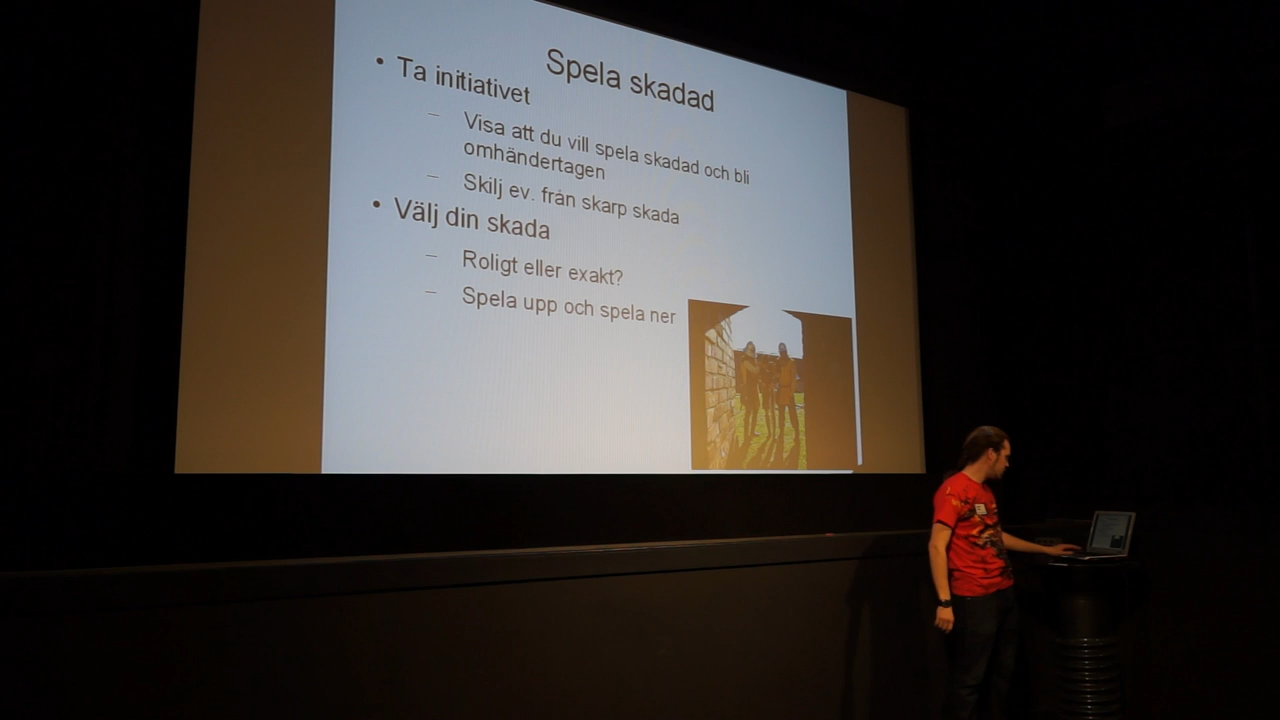 Spela skadad
• Ta initiativet
– Visa att du vill spela skadad och bli
omhändertagen
– Skilj ev. från skarp skada
• Välj din skada
– Roligt eller exakt?
– Spela upp och spela ner